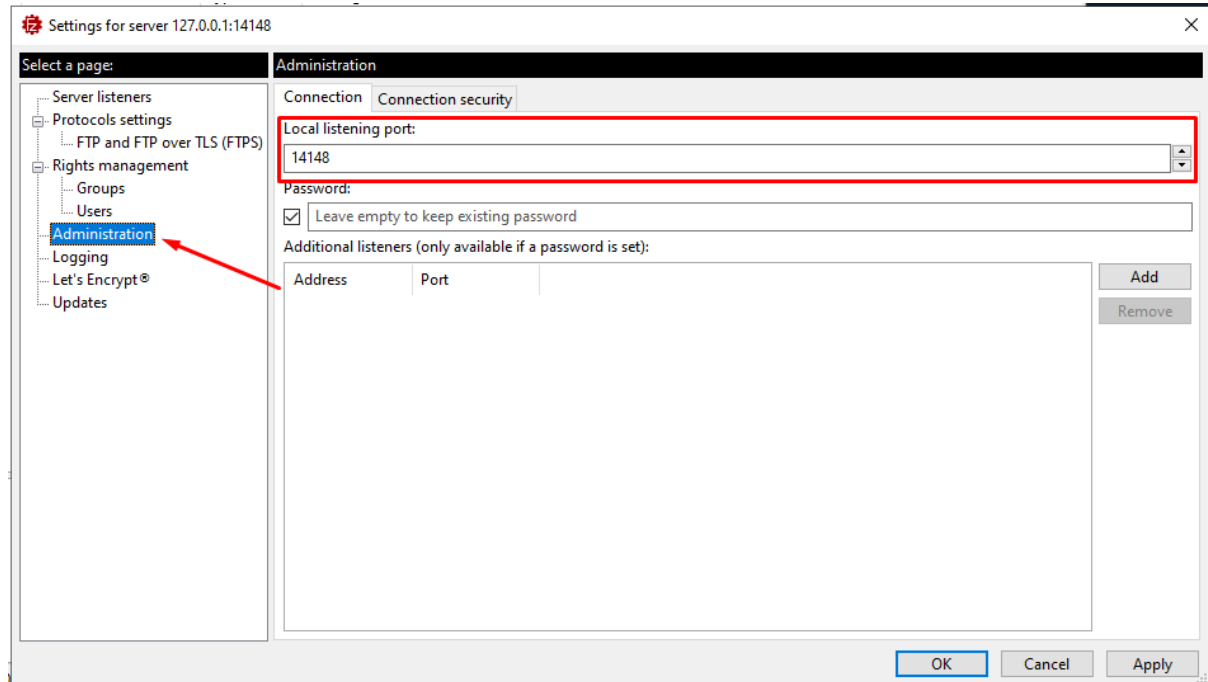 Settings for server 127.0.0.1:14148
Select a page:
Server listeners
Protocols settings
FTP and FTP over TLS (FTPS)
Rights management
Groups
Users
Administration
Logging
Let's Encrypt®
Updates
Administration
Connection Connection security
Local listening port:
14148
Password:
Leave empty to keep existing password
Additional listeners (only available if a password is set):
Address Port
Add
Remove
OK Cancel Apply